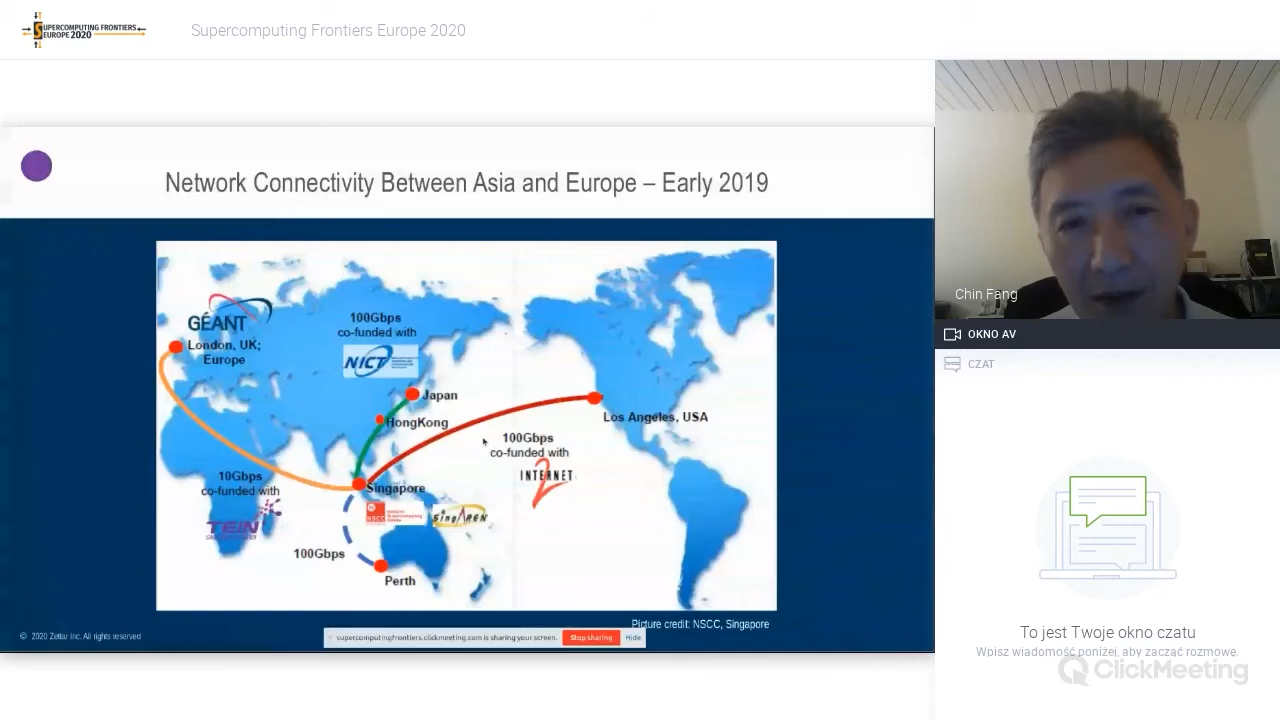 SUPERCOMPUTING FRONTIERS
EUROPE 2020
Supercomputing Frontiers Europe 2020
Network Connectivity Between Asia and Europe – Early 2019
GÉANT
London, UK;
Europe
100Gbps
co-funded with
NICT
Japan
HongKong
Los Angeles, USA
100Gbps
co-funded with
INTERNET
2
10Gbps
co-funded with
TEIN
Singapore
NSCC
SingAREN
100Gbps
Perth
Picture credit: NSCC, Singapore
© 2020 Zettar Inc. All rights reserved
supercomputingfrontiers.clickmeeting.com is sharing your screen.
Stop sharing
Hide
Chin Fang
OKNO AV
CZAT
To jest Twoje okno czatu
Wpisz wiadomość poniżej, aby zacząć rozmowę.
ClickMeeting